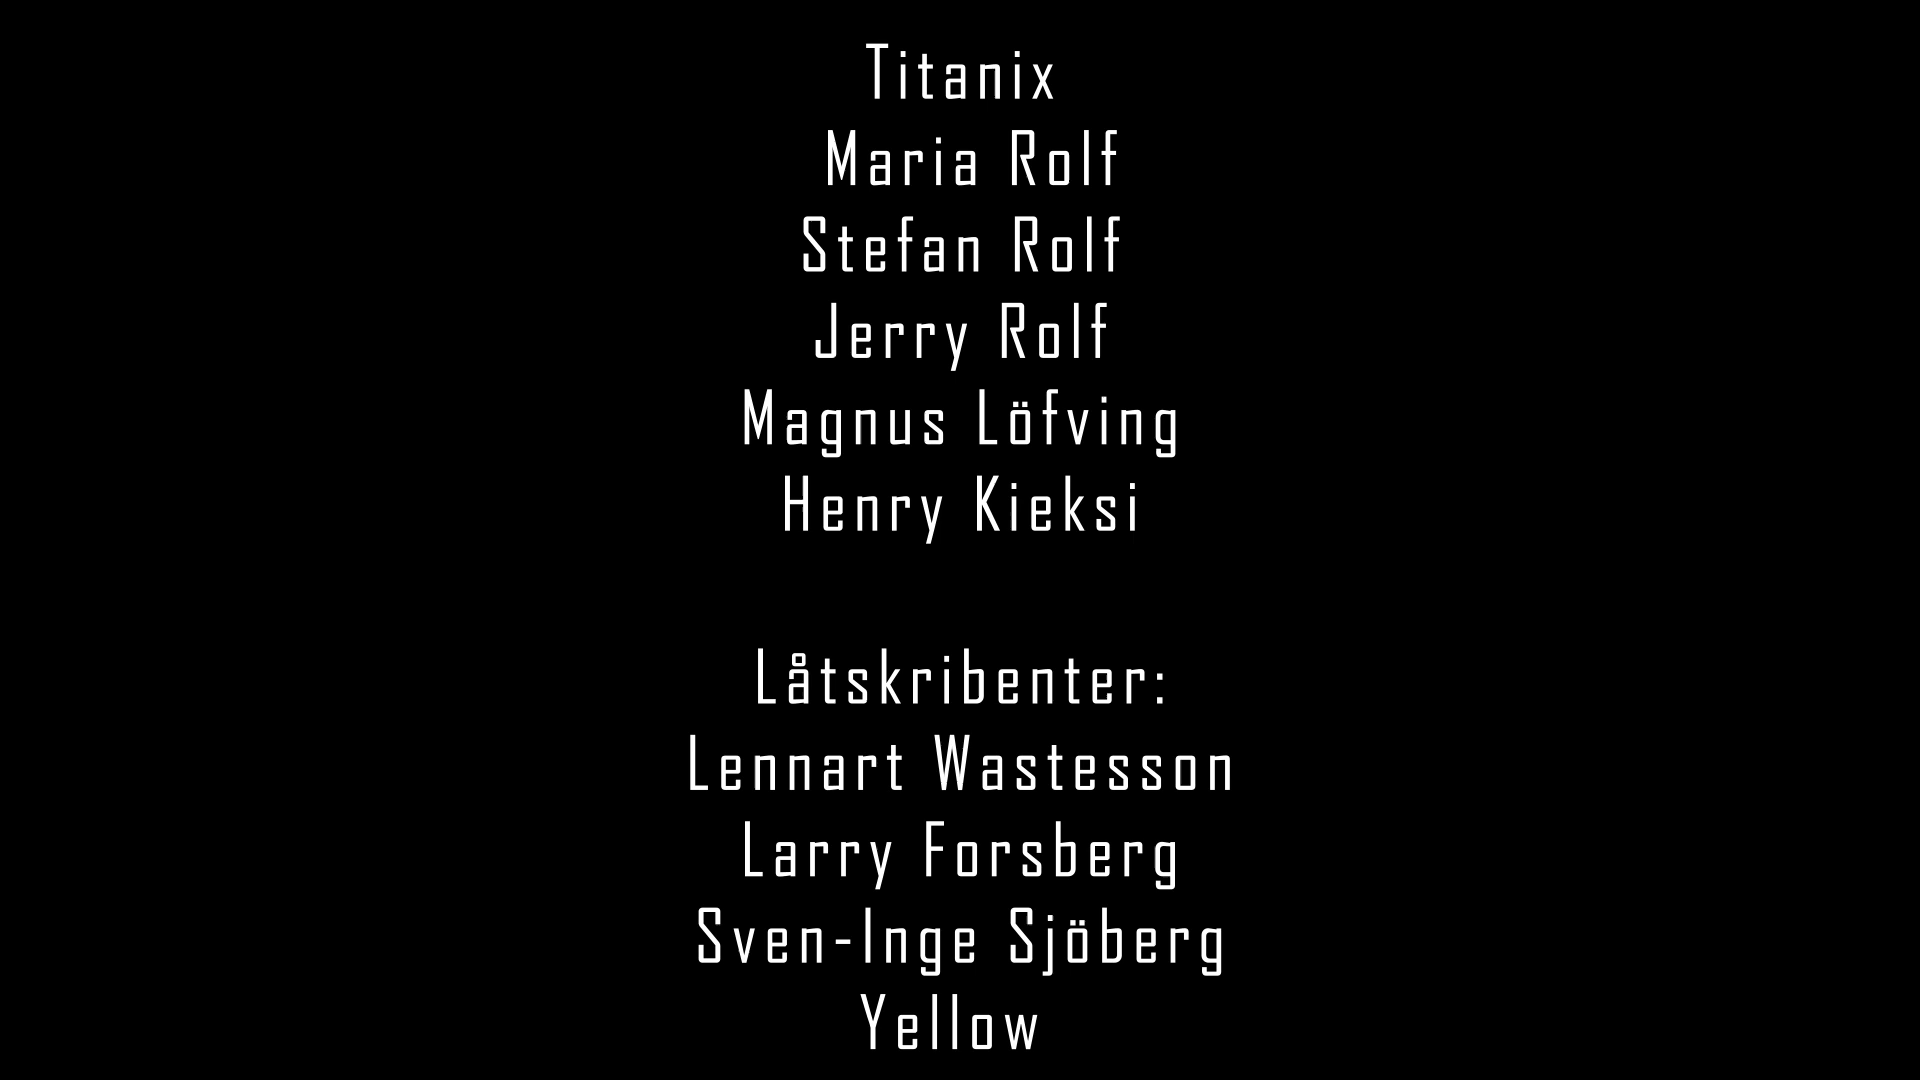 Titanix
Maria Rolf
Stefan Rolf
Jerry Rolf
Magnus Löfving
Henry Kieksi
Låtskribenter:
Lennart Wastesson
Larry Forsberg
Sven-Inge Sjöberg
Yellow